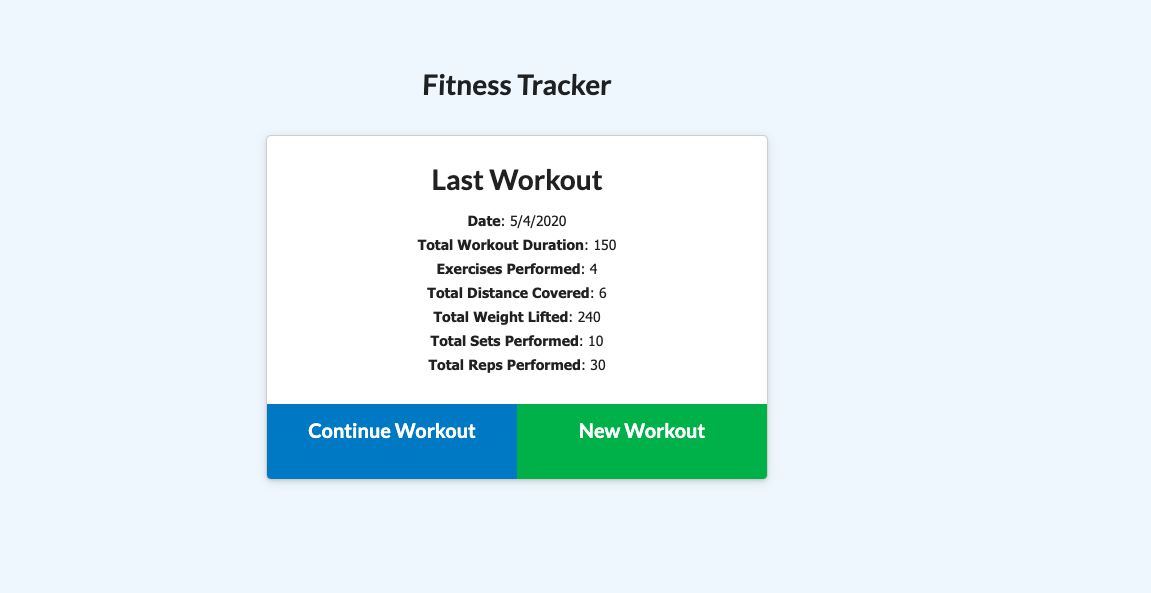 Fitness Tracker
Last Workout
Date: 5/4/2020
Total Workout Duration: 150
Exercises Performed: 4
Total Distance Covered: 6
Total Weight Lifted: 240
Total Sets Performed: 10
Total Reps Performed: 30
Continue Workout New Workout